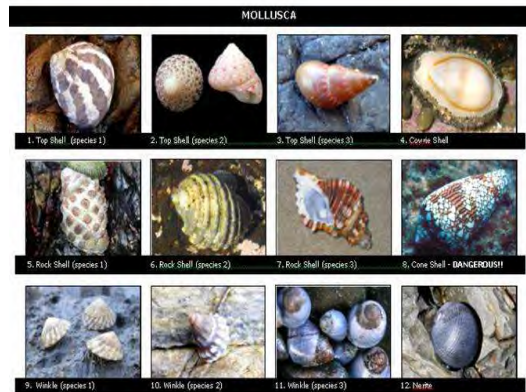 MOLLUSCA
1. Top Shell (species 1)
2. Top Shell (species 2)
3. Top Shell (species 3)
4. Cowrie Shell
5. Rock Shell (species 1)
6. Rock Shell (species 2)
7. Rock Shell (species 3)
8. Cone Shell - DANGEROUS!!
9. Winkle (species 1)
10. Winkle (species 2)
11. Winkle (species 3)
12. Nerite